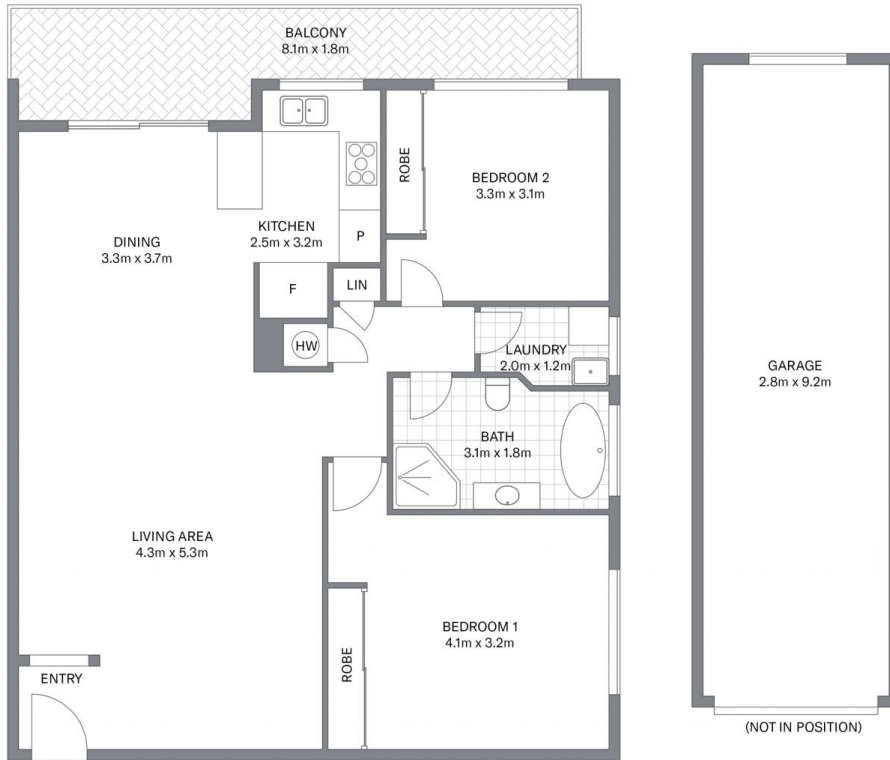 BALCONY
8.1m x 1.8m
ROBE
BEDROOM 2
3.3m x 3.1m
KITCHEN
2.5m x 3.2m
P
DINING
3.3m x 3.7m
F
LIN
HW
LAUNDRY
2.0m x 1.2m
BATH
3.1m x 1.8m
LIVING AREA
4.3m x 5.3m
BEDROOM 1
4.1m x 3.2m
ROBE
ENTRY
GARAGE
2.8m x 9.2m
(NOT IN POSITION)